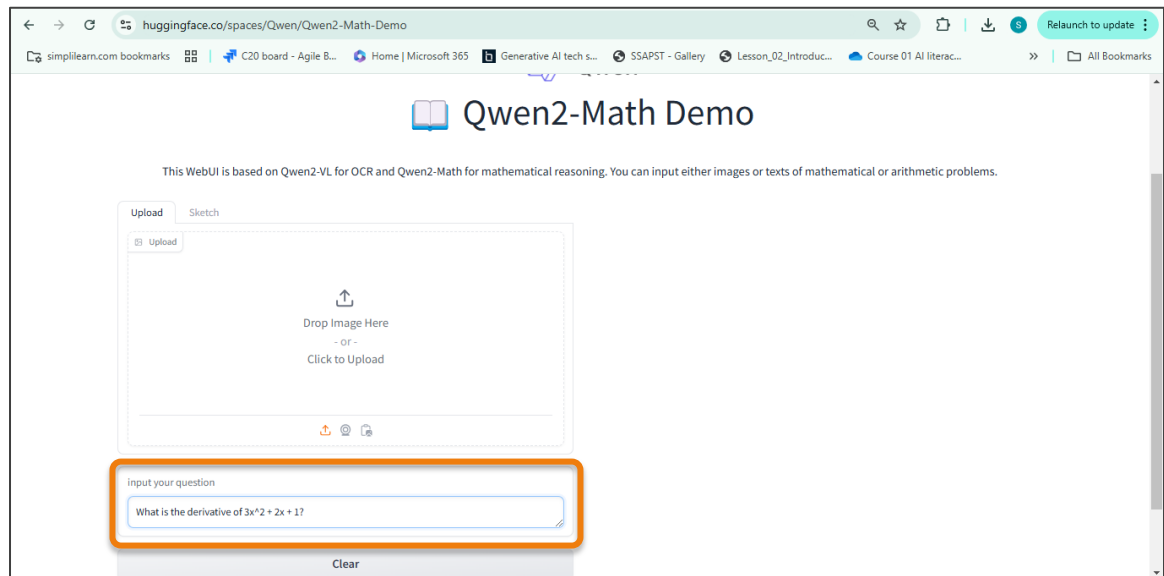 huggingface.co/spaces/Qwen/Qwen2-Math-Demo
S
Relaunch to update
simplilearn.com bookmarks
C20 board - Agile B...
Home | Microsoft 365
b
Generative AI tech s...
SSAPST - Gallery
Lesson_02_Introduc...
Course 01 AI literac...
»
All Bookmarks
Qwen2-Math Demo
This WebUI is based on Qwen2-VL for OCR and Qwen2-Math for mathematical reasoning. You can input either images or texts of mathematical or arithmetic problems.
Upload
Sketch
Upload
Drop Image Here
- or -
Click to Upload
input your question
What is the derivative of 3x^2 + 2x + 1?
Clear